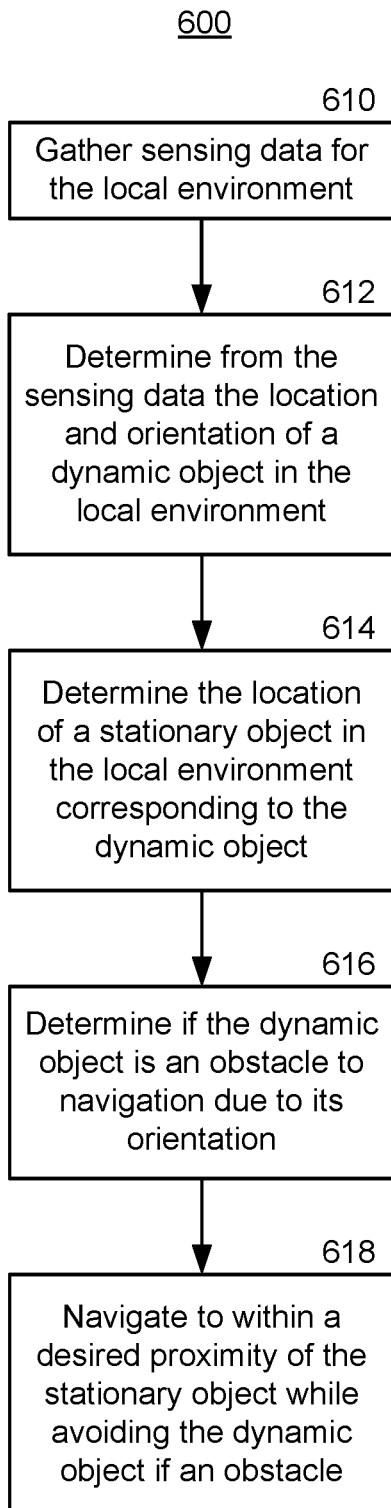 600
610
Gather sensing data for
the local environment
612
Determine from the
sensing data the location
and orientation of a
dynamic object in the
local environment
614
Determine the location
of a stationary object in
the local environment
corresponding to the
dynamic object
616
Determine if the dynamic
object is an obstacle to
navigation due to its
orientation
618
Navigate to within a
desired proximity of the
stationary object while
avoiding the dynamic
object if an obstacle